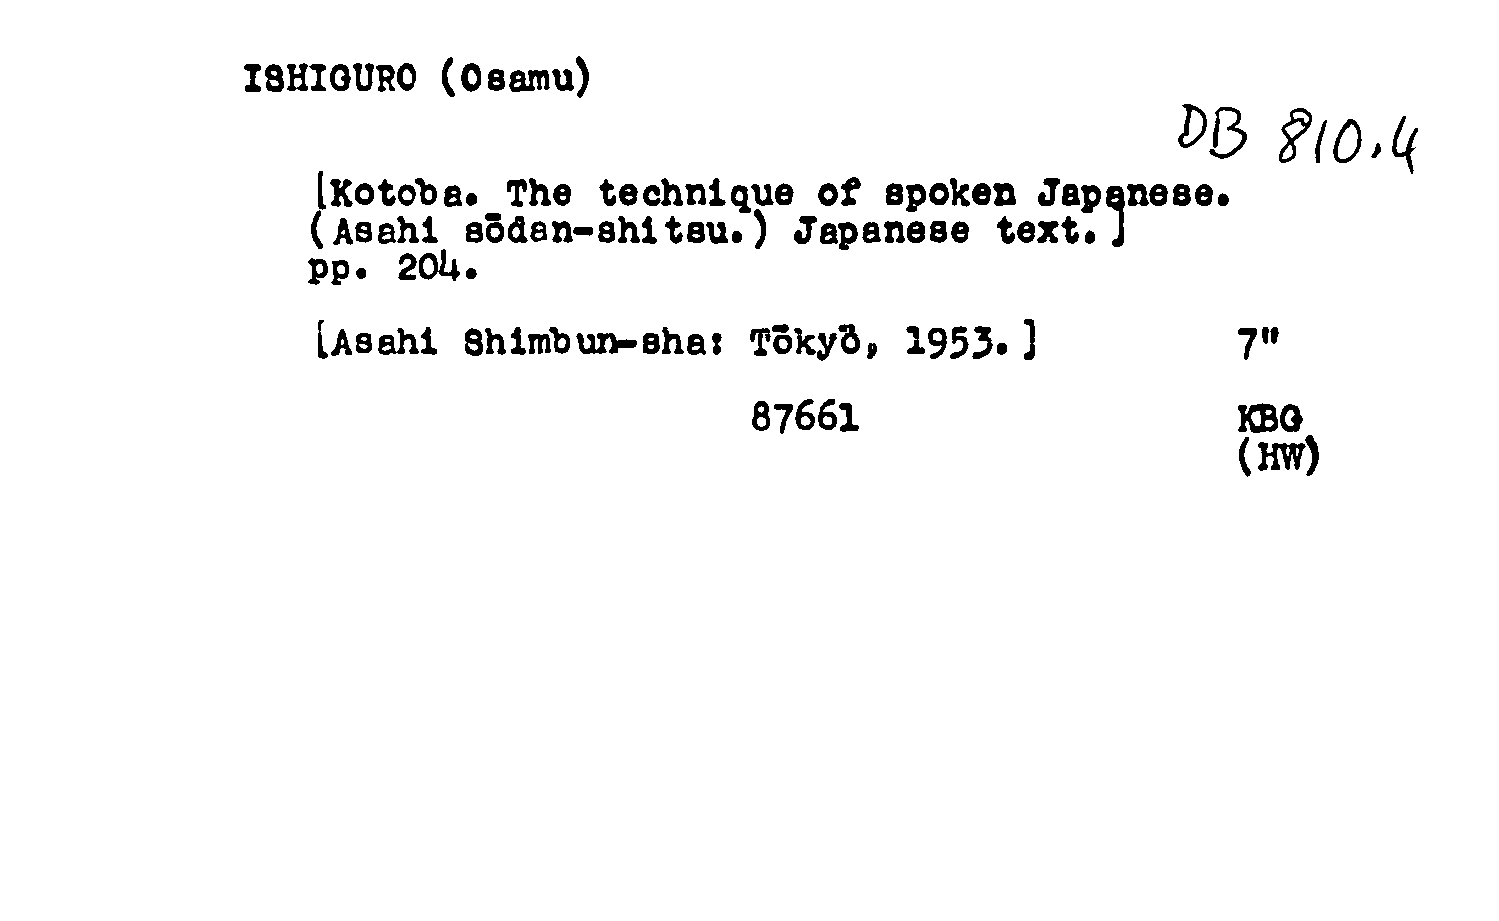 ISHIGURO (Osamu)
DB 810.4
[Kotoba. The technique of spoken Japanese.
(Asahi sōdan-shitsu.) Japanese text.]
pp. 204.
[Asahi Shimbun-sha: Tōkyō, 1953.] 7"
87661 KBG
(HW)